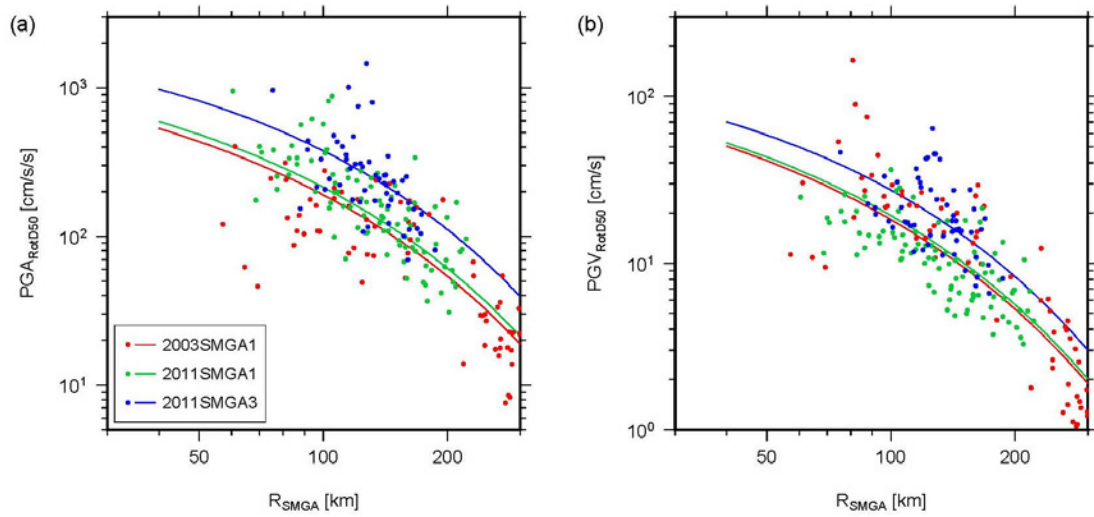 (a)
PGA_RotD50 [cm/s/s]
10³
10²
10¹
2003SMGA1
2011SMGA1
2011SMGA3
50
100
200
R_SMGA [km]
(b)
PGV_RotD50 [cm/s]
10²
10¹
10⁰
50
100
200
R_SMGA [km]